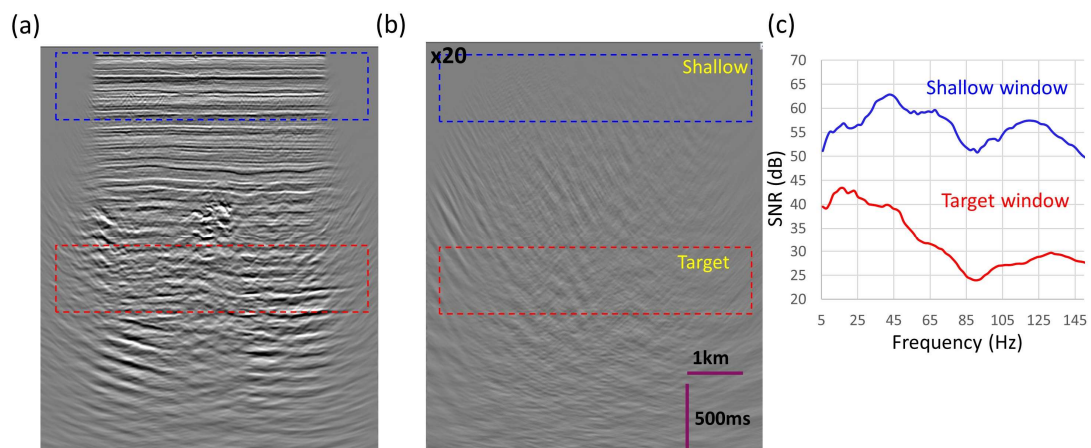 (a)
(b)
(c)
x20
Shallow
Target
1km
500ms
70
65
60
55
50
45
40
35
30
25
20
SNR (dB)
Shallow window
Target window
5 25 45 65 85 105 125 145
Frequency (Hz)